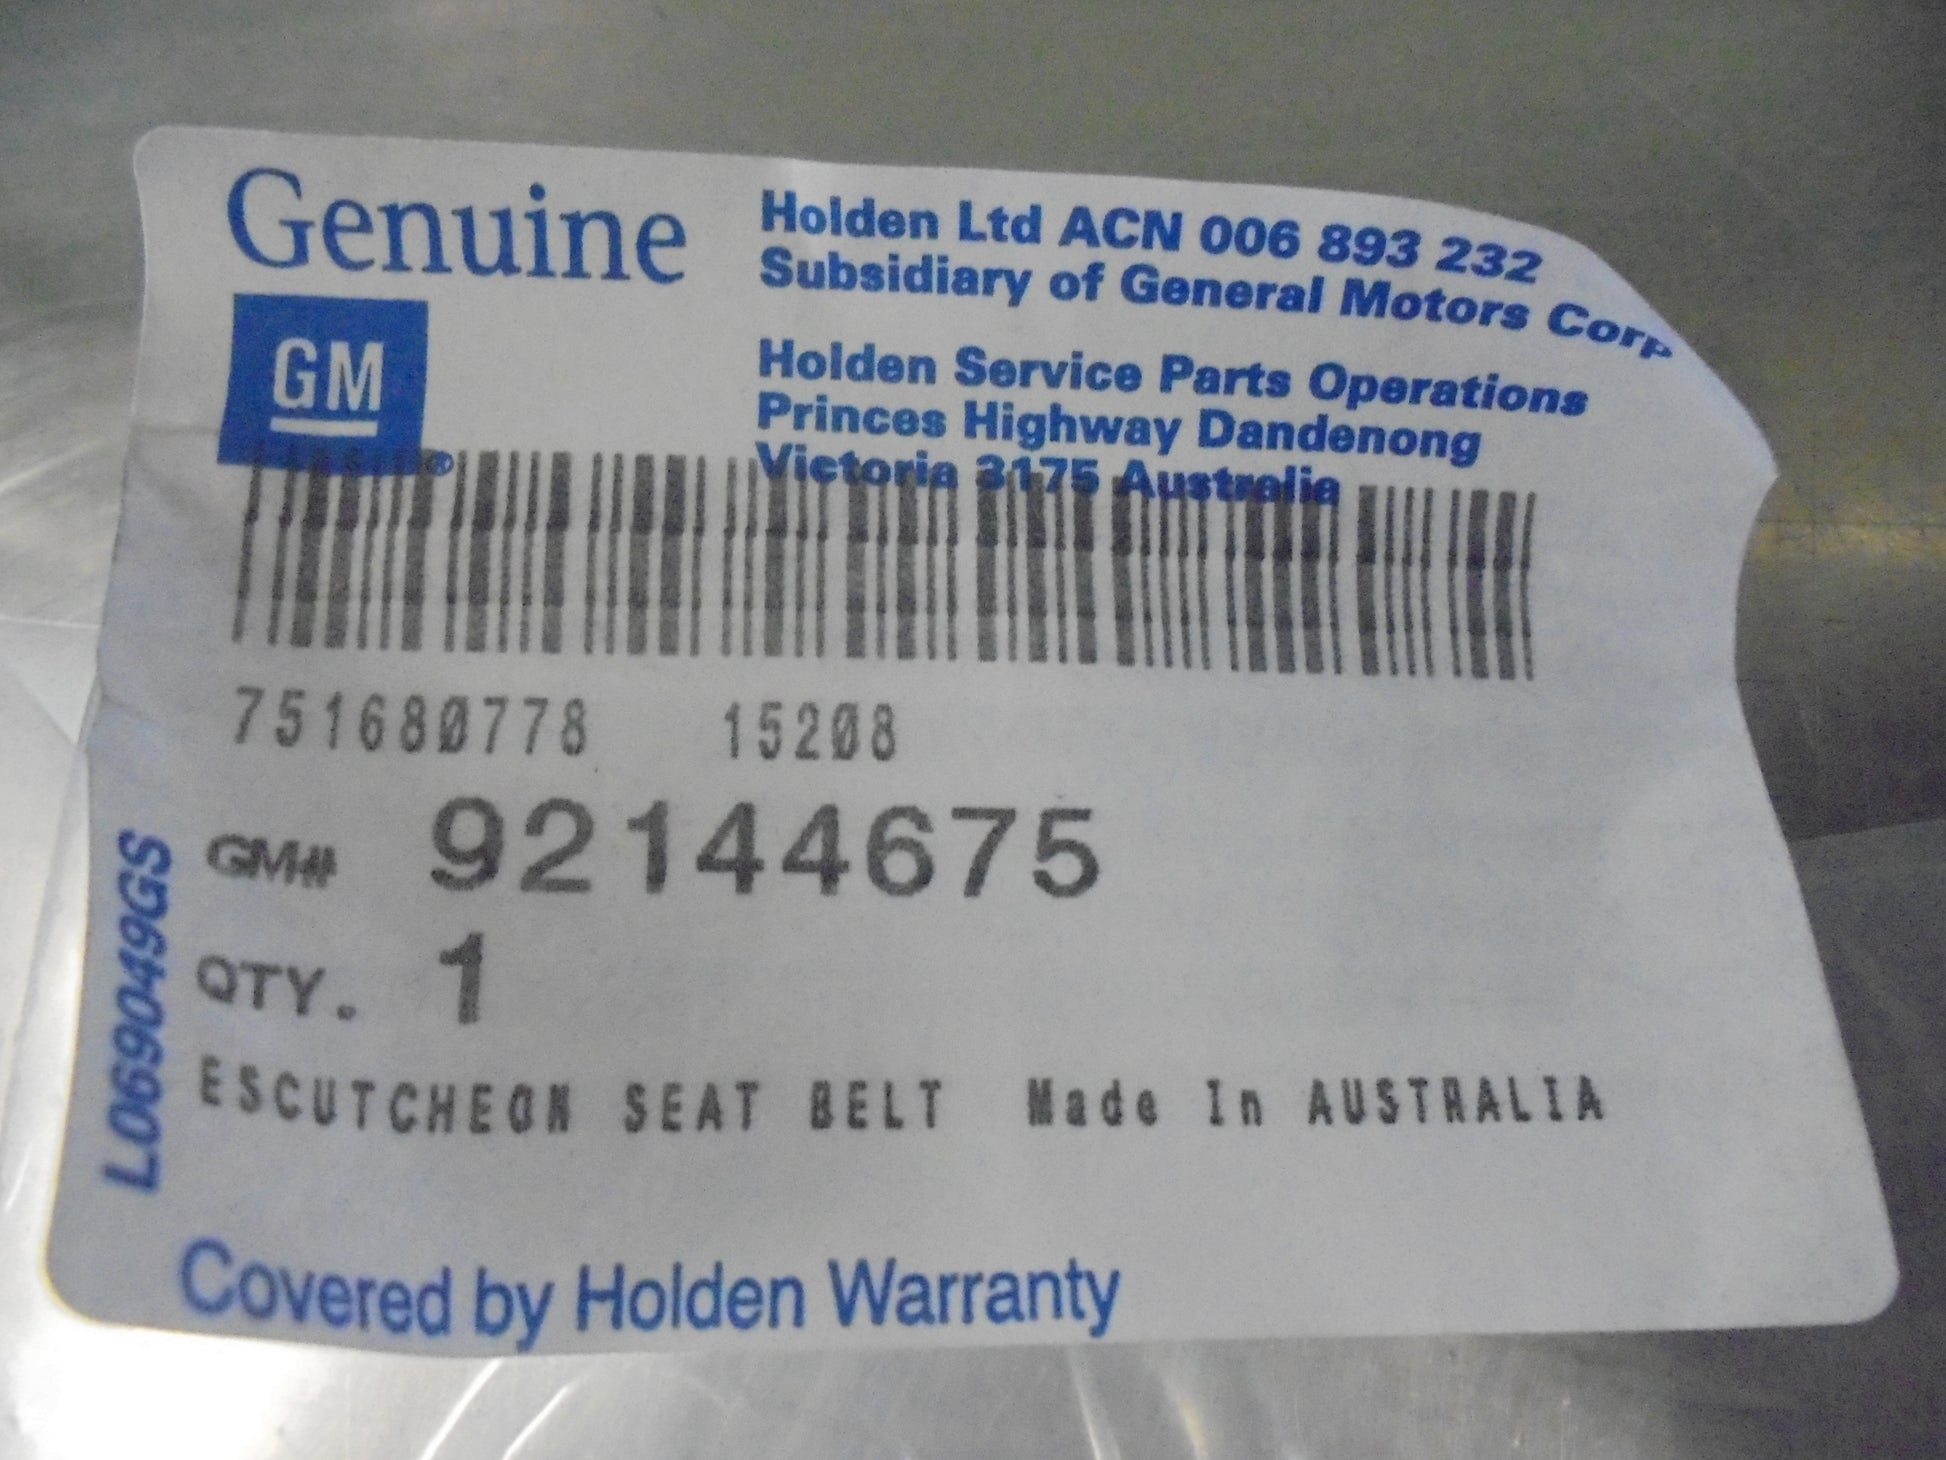 Genuine
GM
®
Holden Ltd ACN 006 893 232
Subsidiary of General Motors Corp
Holden Service Parts Operations
Princes Highway Dandenong
Victoria 3175 Australia
751680778 15208
GM# 92144675
QTY. 1
ESCUTCHEON SEAT BELT Made In AUSTRALIA
L069049GS
Covered by Holden Warranty